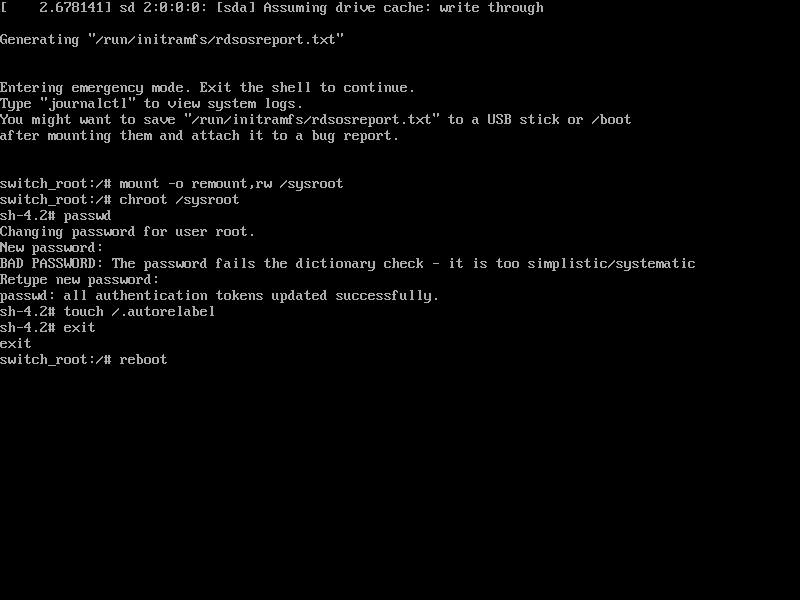 [    2.678141] sd 2:0:0:0: [sda] Assuming drive cache: write through
Generating "/run/initramfs/rdsosreport.txt"
Entering emergency mode. Exit the shell to continue.
Type "journalctl" to view system logs.
You might want to save "/run/initramfs/rdsosreport.txt" to a USB stick or /boot
after mounting them and attach it to a bug report.
switch_root:/# mount -o remount,rw /sysroot
switch_root:/# chroot /sysroot
sh-4.2# passwd
Changing password for user root.
New password:
BAD PASSWORD: The password fails the dictionary check - it is too simplistic/systematic
Retype new password:
passwd: all authentication tokens updated successfully.
sh-4.2# touch /.autorelabel
sh-4.2# exit
exit
switch_root:/# reboot